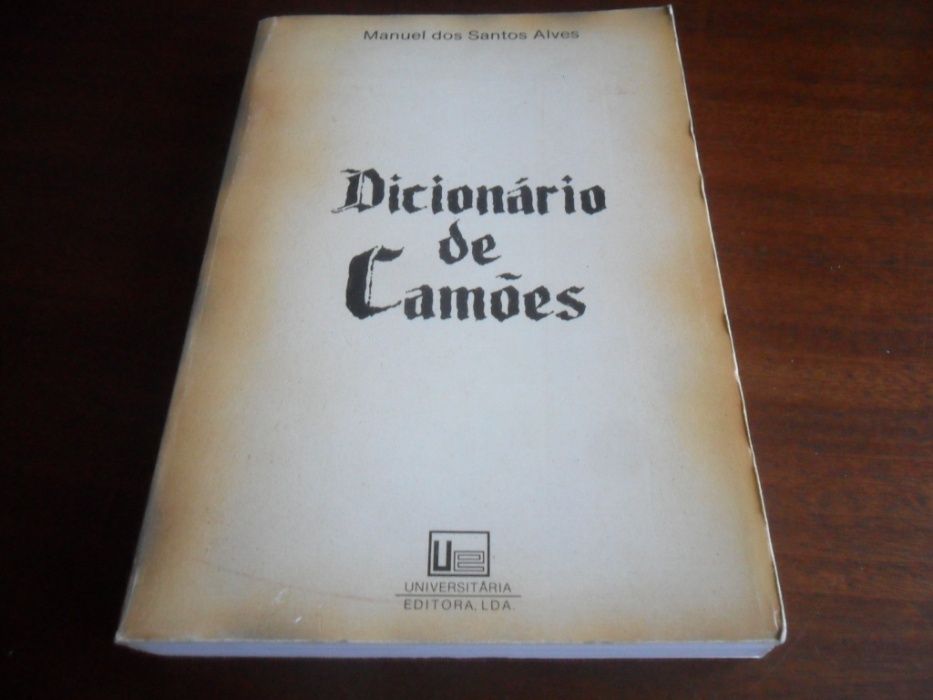 Manuel dos Santos Alves
Dicionário
de
Camões
UE
UNIVERSITÁRIA
EDITORA, LDA.